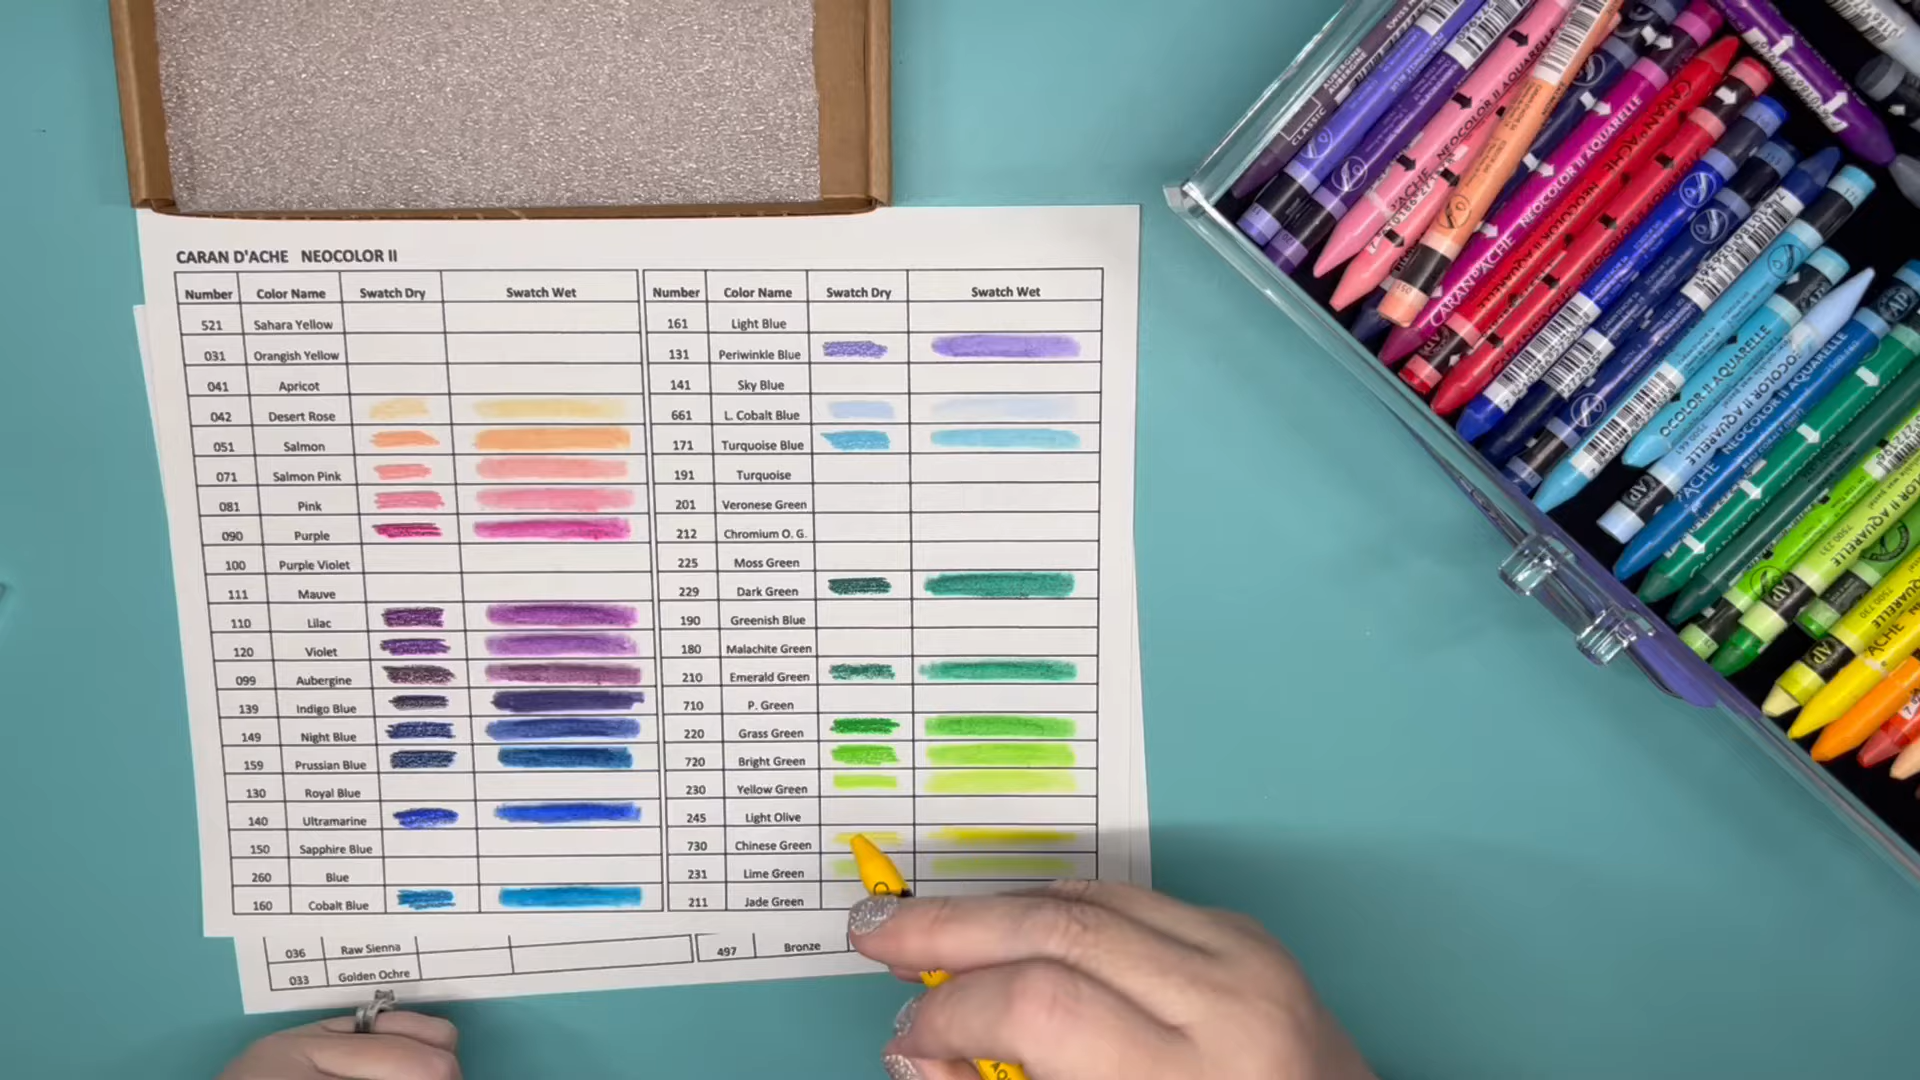 CARAN D'ACHE NEOCOLOR II
Number Color Name Swatch Dry Swatch Wet Number Color Name Swatch Dry Swatch Wet
521 Sahara Yellow 161 Light Blue
031 Orangish Yellow 131 Periwinkle Blue
041 Apricot 141 Sky Blue
042 Desert Rose 661 L. Cobalt Blue
051 Salmon 171 Turquoise Blue
071 Salmon Pink 191 Turquoise
081 Pink 201 Veronese Green
090 Purple 212 Chromium O. G.
100 Purple Violet 225 Moss Green
111 Mauve 229 Dark Green
110 Lilac 190 Greenish Blue
120 Violet 180 Malachite Green
099 Aubergine 210 Emerald Green
139 Indigo Blue 710 P. Green
149 Night Blue 220 Grass Green
159 Prussian Blue 720 Bright Green
130 Royal Blue 230 Yellow Green
140 Ultramarine 245 Light Olive
150 Sapphire Blue 730 Chinese Green
260 Blue 231 Lime Green
160 Cobalt Blue 211 Jade Green
036 Raw Sienna 497 Bronze
033 Golden Ochre
AUBERGINE
CLASSIC
NEOCOLOR II AQUARELLE
CARAN D'ACHE NEOCOLOR II AQUARELLE